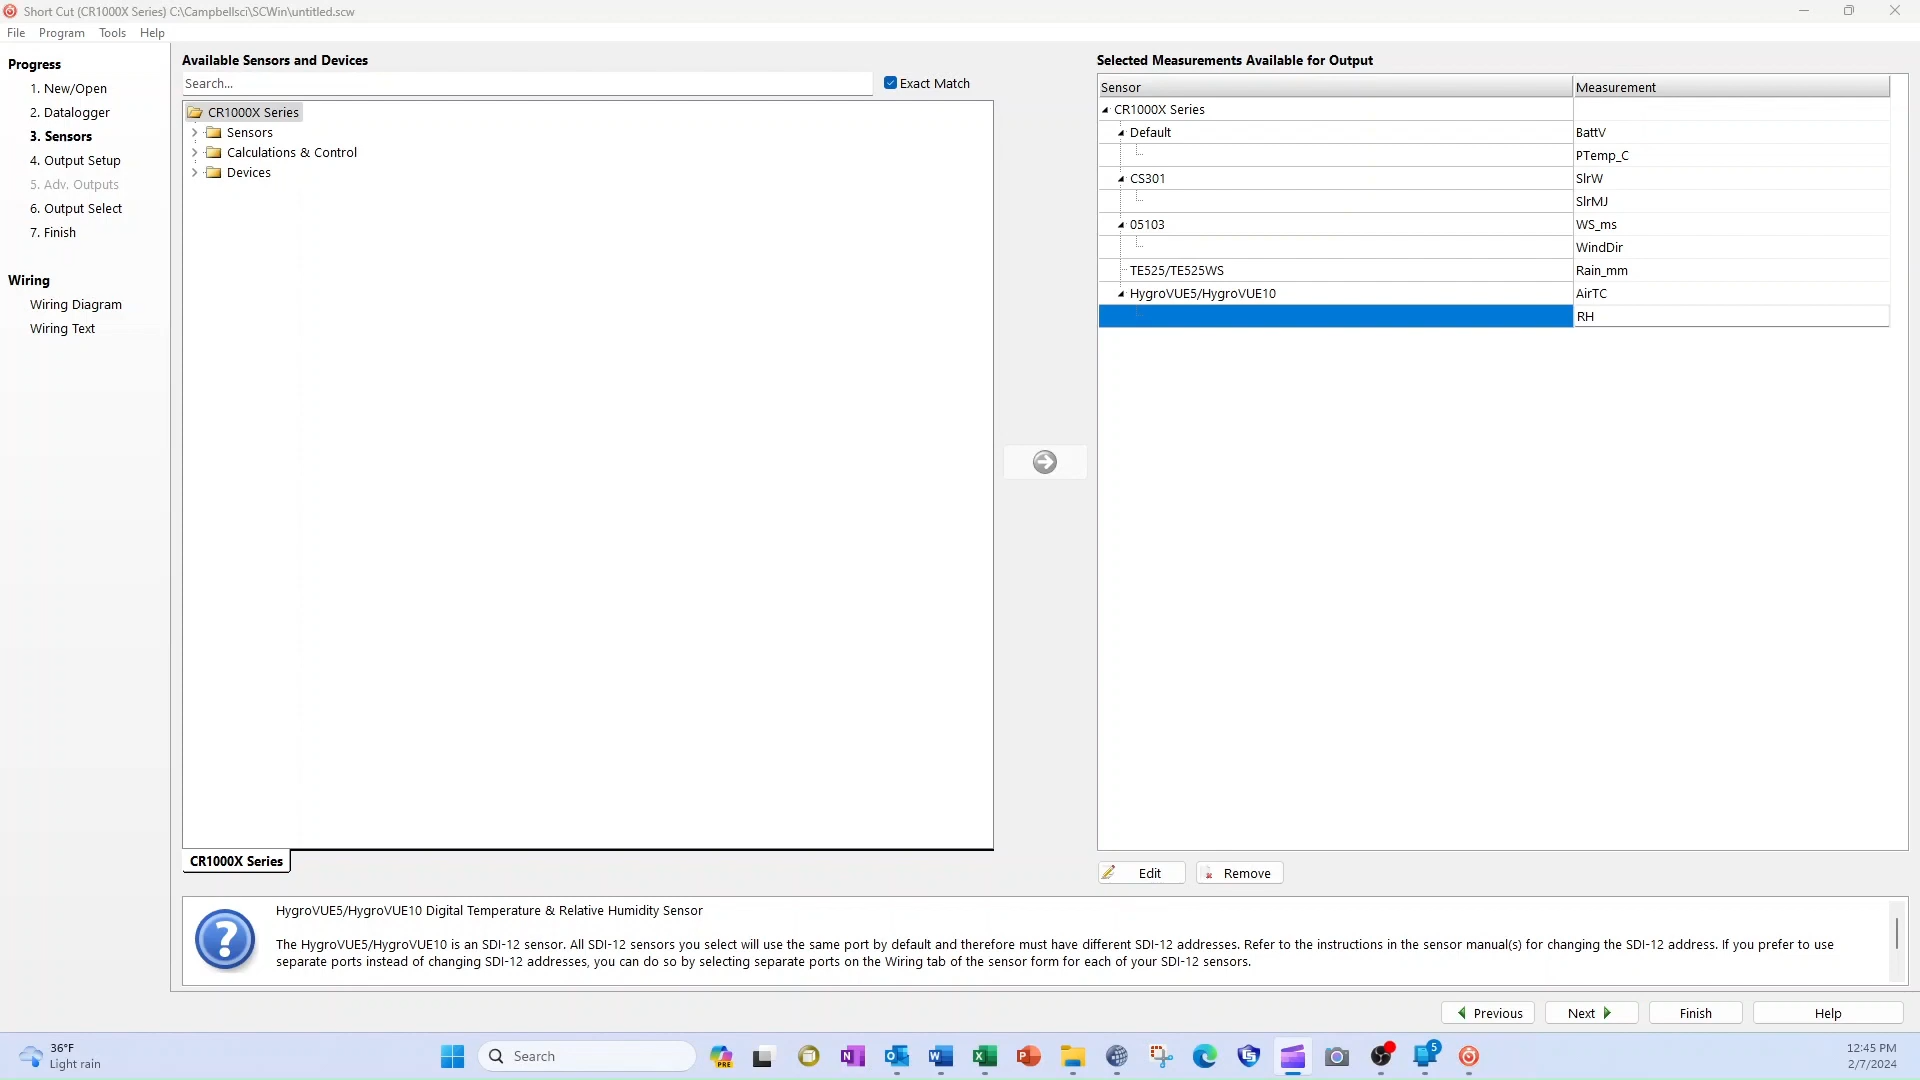 Short Cut (CR1000X Series) C:\Campbellsci\SCWin\untitled.scw
File Program Tools Help
Progress
1. New/Open
2. Datalogger
3. Sensors
4. Output Setup
5. Adv. Outputs
6. Output Select
7. Finish
Wiring
Wiring Diagram
Wiring Text
Available Sensors and Devices
Search...
Exact Match
CR1000X Series
Sensors
Calculations & Control
Devices
CR1000X Series
Selected Measurements Available for Output
Sensor Measurement
CR1000X Series
Default BattV
PTemp_C
CS301 SlrW
SlrMJ
05103 WS_ms
WindDir
TE525/TE525WS Rain_mm
HygroVUE5/HygroVUE10 AirTC
RH
Edit Remove
HygroVUE5/HygroVUE10 Digital Temperature & Relative Humidity Sensor
The HygroVUE5/HygroVUE10 is an SDI-12 sensor. All SDI-12 sensors you select will use the same port by default and therefore must have different SDI-12 addresses. Refer to the instructions in the sensor manual(s) for changing the SDI-12 address. If you prefer to use
separate ports instead of changing SDI-12 addresses, you can do so by selecting separate ports on the Wiring tab of the sensor form for each of your SDI-12 sensors.
Previous Next Finish Help
36°F
Light rain
Search
PRE
5
12:45 PM
2/7/2024